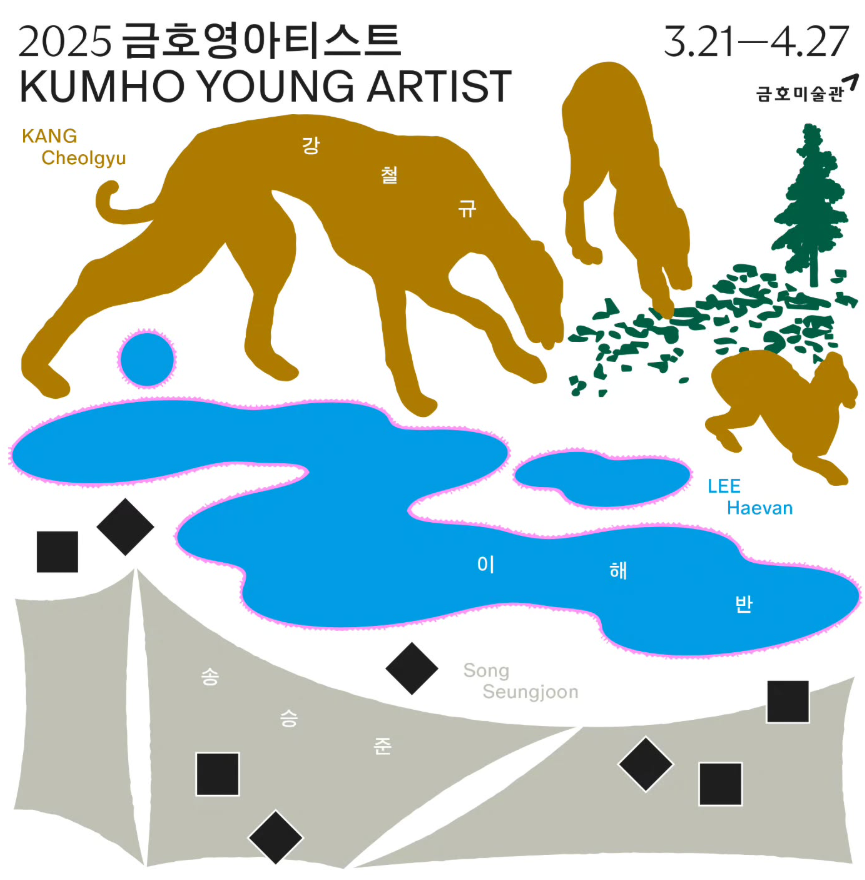 2025 금호영아티스트
KUMHO YOUNG ARTIST
3.21—4.27
금호미술관
KANG
Cheolgyu
강
철
규
LEE
Haevan
이
해
반
Song
Seungjoon
송
승
준